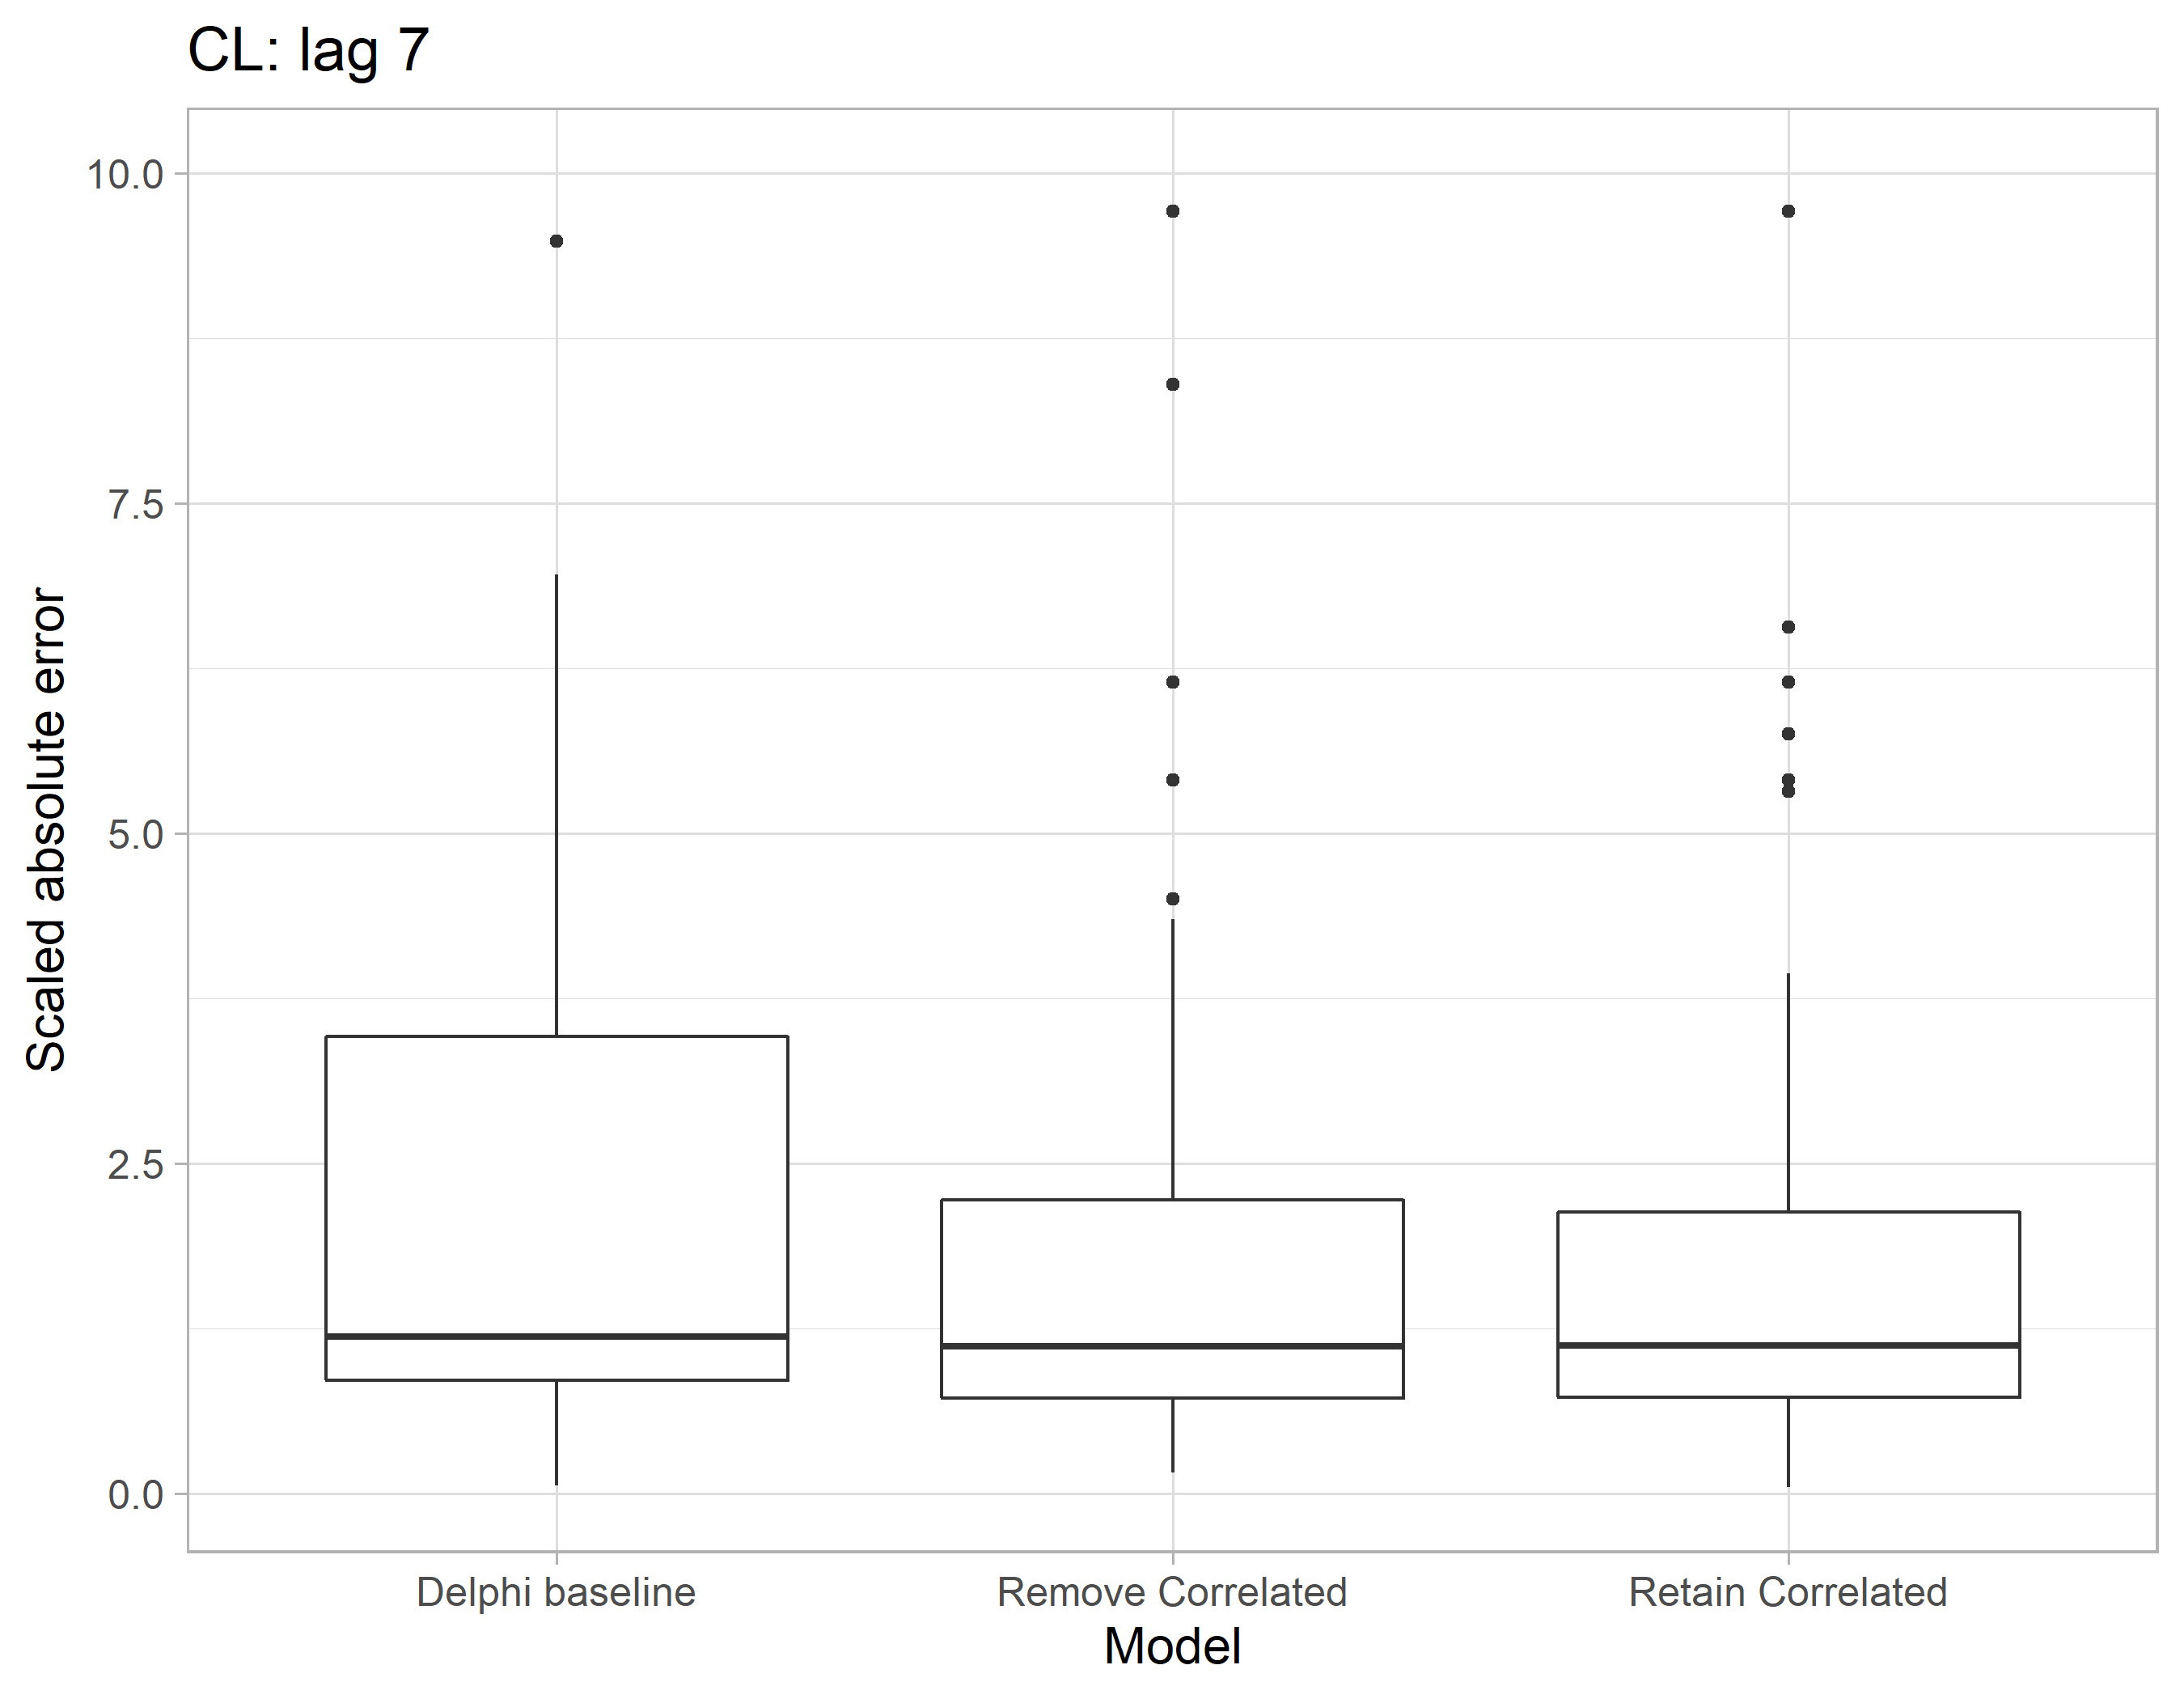 CL: lag 7
Scaled absolute error
10.0
7.5
5.0
2.5
0.0
Delphi baseline
Remove Correlated
Retain Correlated
Model